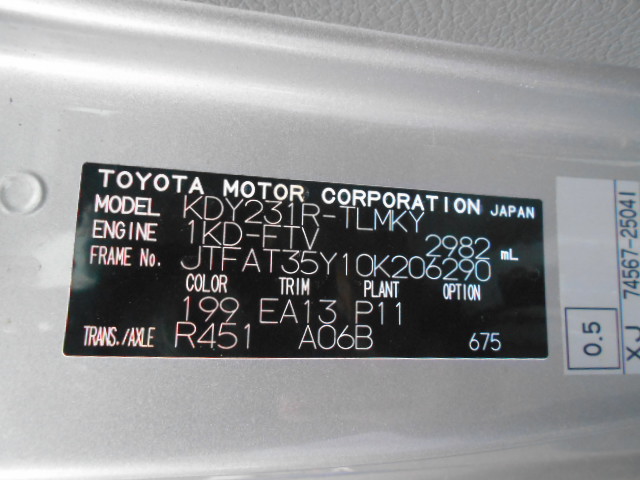 TOYOTA MOTOR CORPORATION JAPAN
MODEL KDY231R-TLMKY
ENGINE 1KD-FTV 2982 mL
FRAME No. JTFAT35Y10K206290
COLOR TRIM PLANT OPTION
199 EA13 P11
TRANS./AXLE R451 A06B 675
74567-25041
0.5